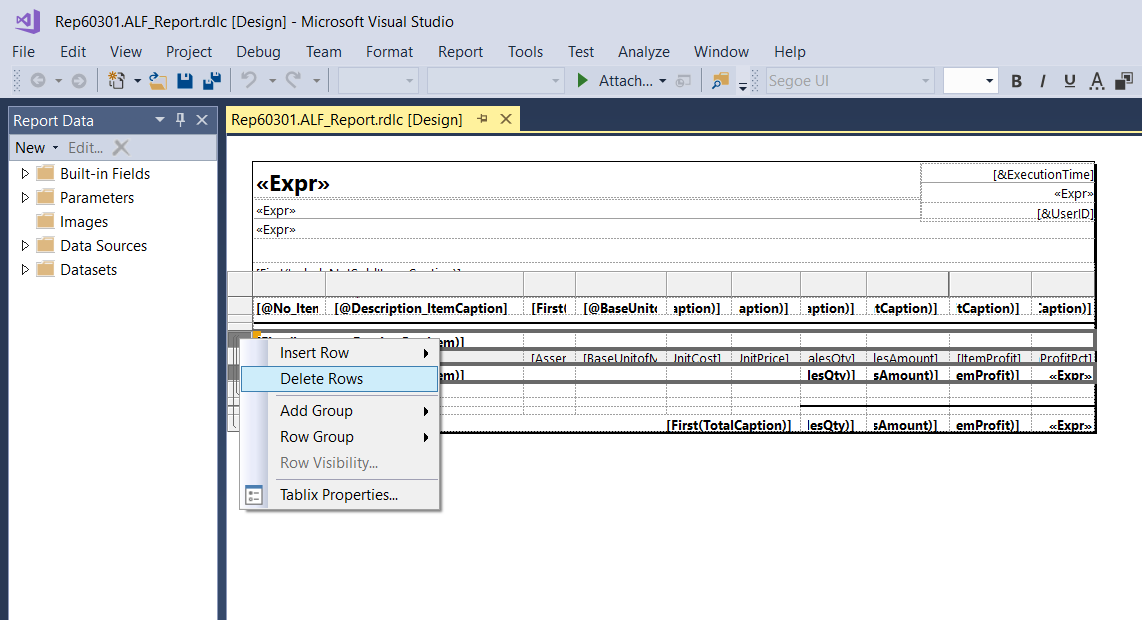 Rep60301.ALF_Report.rdlc [Design] - Microsoft Visual Studio
File Edit View Project Debug Team Format Report Tools Test Analyze Window Help
Attach... Segoe UI B I U A
Report Data
Rep60301.ALF_Report.rdlc [Design]
New Edit...
Built-in Fields
Parameters
Images
Data Sources
Datasets
«Expr»
[&ExecutionTime]
«Expr»
«Expr»
[&UserID]
«Expr»
[@No_Iten [@Description_ItemCaption] [First( [@BaseUnito aption)] aption)] aption)] tCaption)] tCaption)] Caption)]
em)]
[Asser [BaseUnitofM UnitCost] UnitPrice] alesQty] lesAmount] [ItemProfit] ProfitPct]
em)] lesQty)] sAmount)] emProfit)] «Expr»
[First(TotalCaption)] lesQty)] sAmount)] emProfit)] «Expr»
Insert Row
Delete Rows
Add Group
Row Group
Row Visibility...
Tablix Properties...